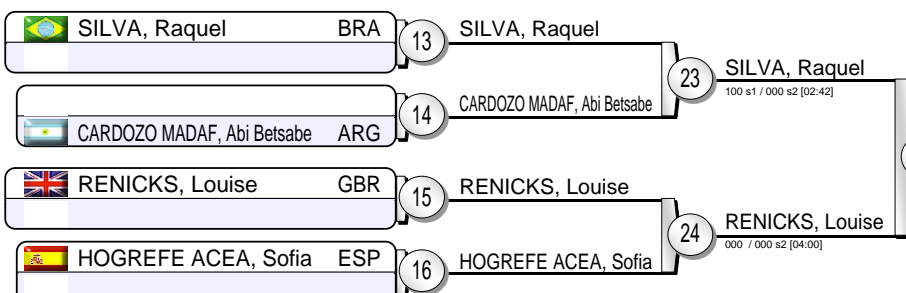 SILVA, Raquel BRA
13
SILVA, Raquel
23
SILVA, Raquel
100 s1 / 000 s2 [02:42]
CARDOZO MADAF, Abi Betsabe ARG
14
CARDOZO MADAF, Abi Betsabe
RENICKS, Louise GBR
15
RENICKS, Louise
24
RENICKS, Louise
000 / 000 s2 [04:00]
HOGREFE ACEA, Sofia ESP
16
HOGREFE ACEA, Sofia